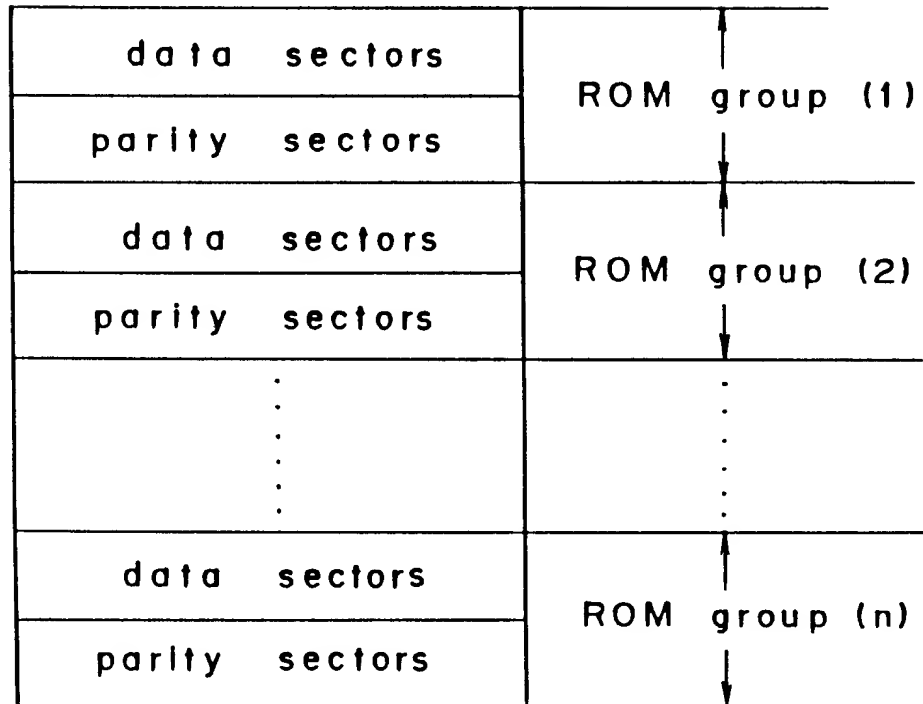 data sectors
ROM group (1)
parity sectors
data sectors
ROM group (2)
parity sectors
data sectors
ROM group (n)
parity sectors